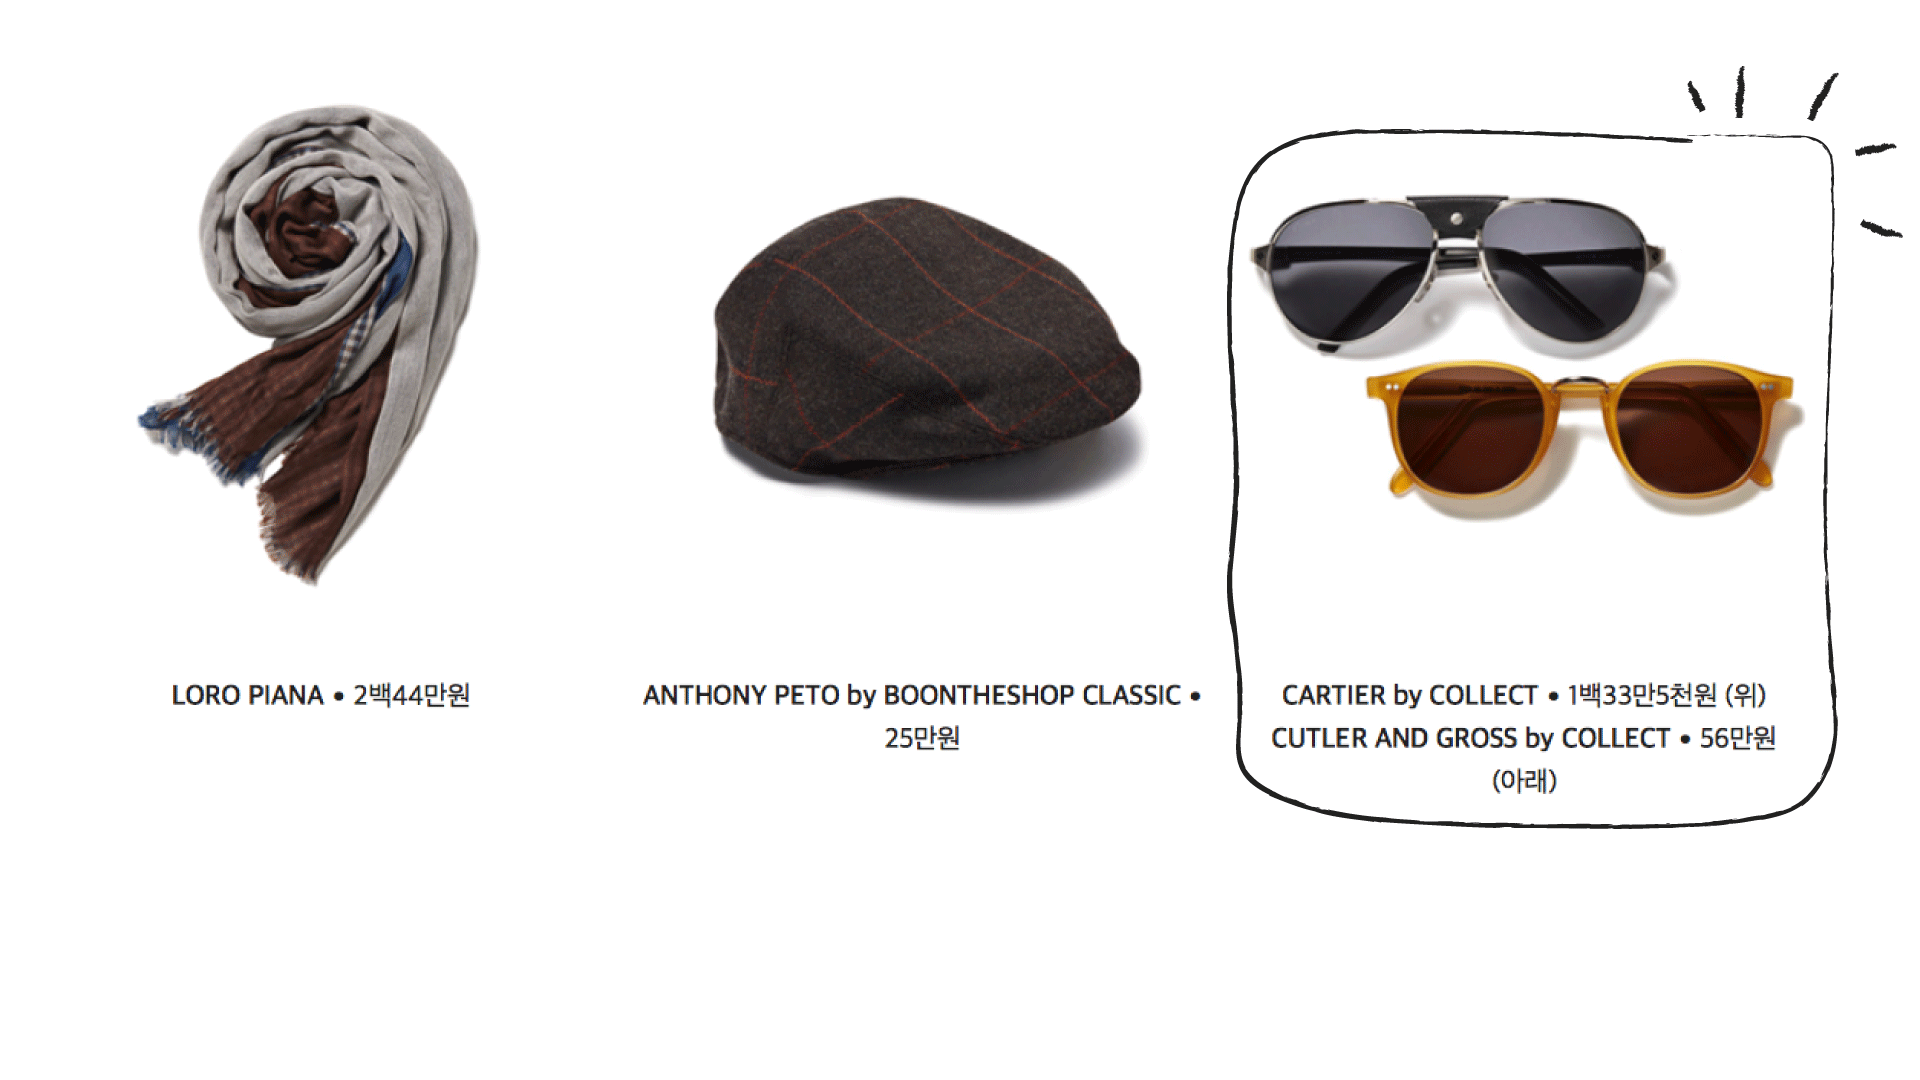 LORO PIANA • 2백44만원
ANTHONY PETO by BOONTHESHOP CLASSIC •
25만원
CARTIER by COLLECT • 1백33만5천원 (위)
CUTLER AND GROSS by COLLECT • 56만원
(아래)